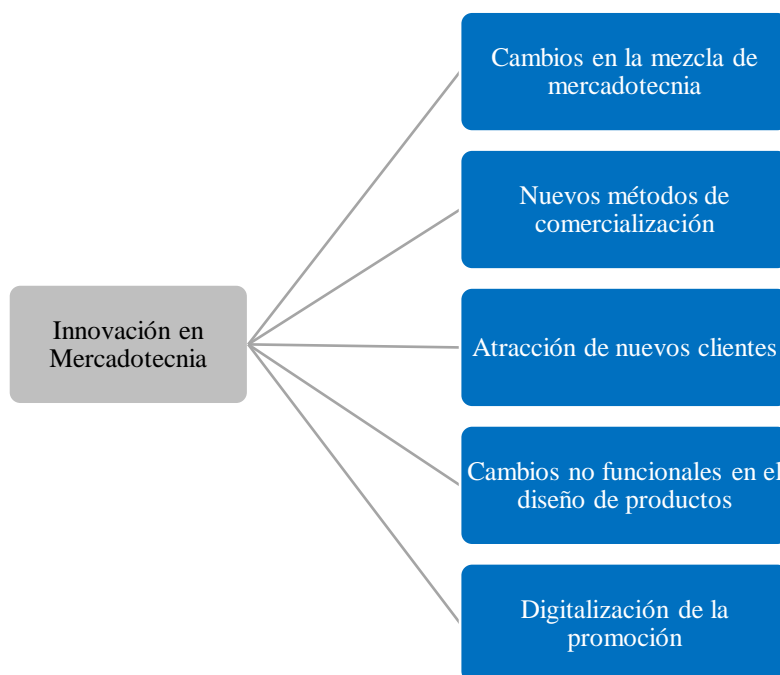 Cambios en la mezcla de
mercadotecnia
Nuevos métodos de
comercialización
Innovación en
Mercadotecnia
Atracción de nuevos clientes
Cambios no funcionales en el
diseño de productos
Digitalización de la
promoción